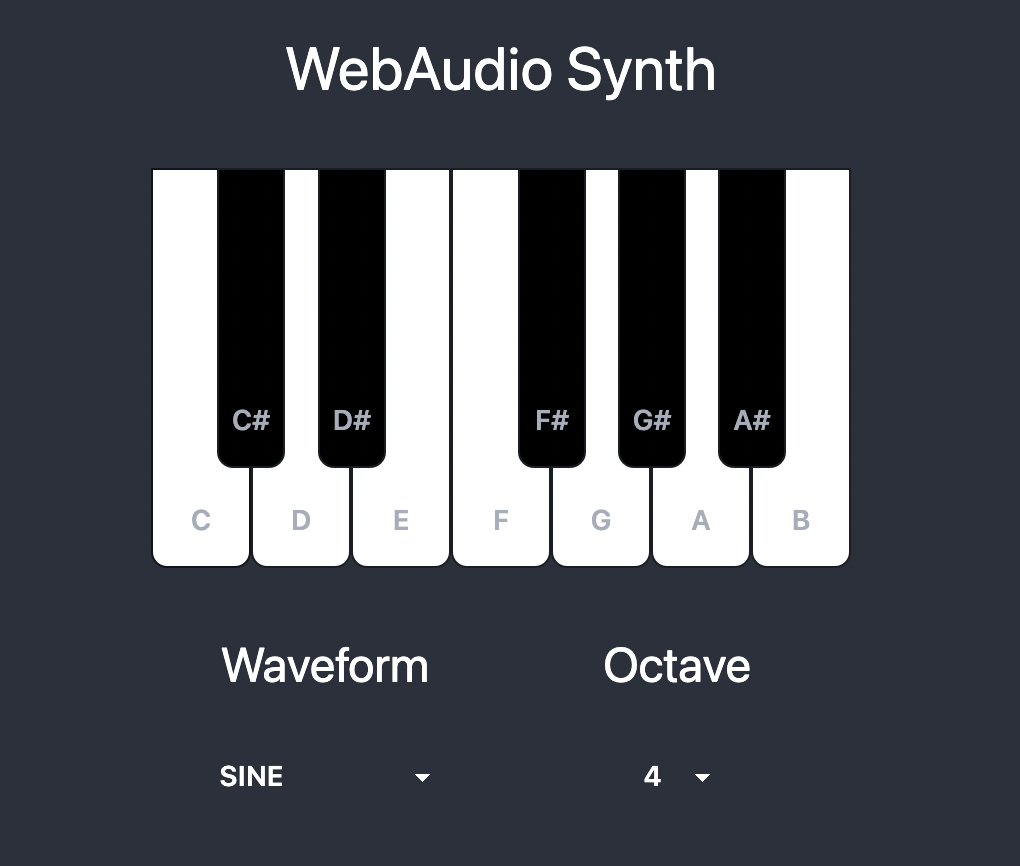 WebAudio Synth
C# D# F# G# A#
C D E F G A B
Waveform Octave
SINE 4